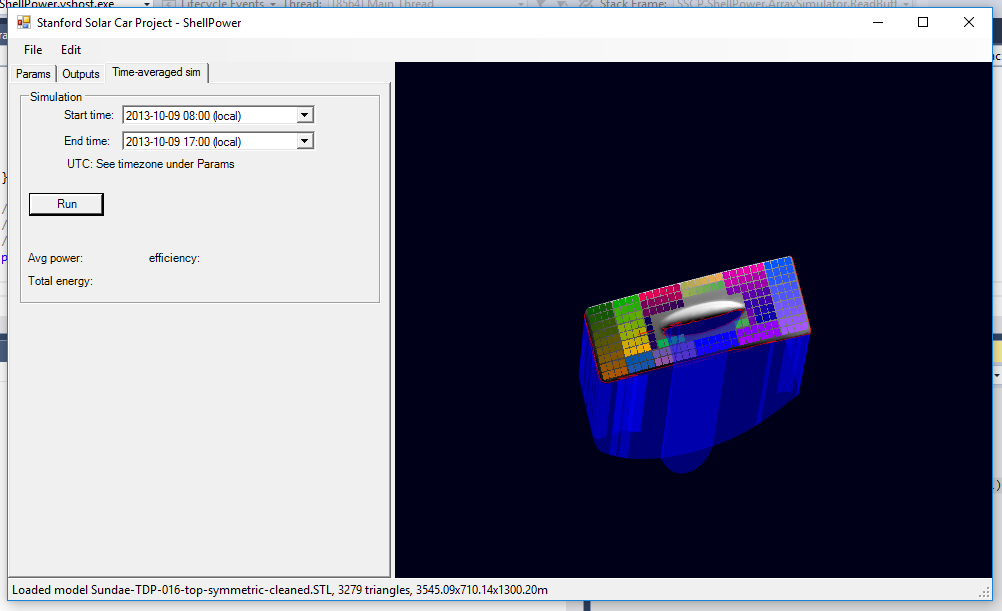 ShellPower.vshost.exe Lifecycle Events Thread: [8564] Main Thread Stack Frame: SSCP.ShellPower.ArraySimulator.ReadBuff
Stanford Solar Car Project - ShellPower
File Edit
Params Outputs Time-averaged sim
Simulation
Start time: 2013-10-09 08:00 (local)
End time: 2013-10-09 17:00 (local)
UTC: See timezone under Params
}
Run
/
/
/
p
Avg power: efficiency:
Total energy:
.)
Loaded model Sundae-TDP-016-top-symmetric-cleaned.STL, 3279 triangles, 3545.09x710.14x1300.20m